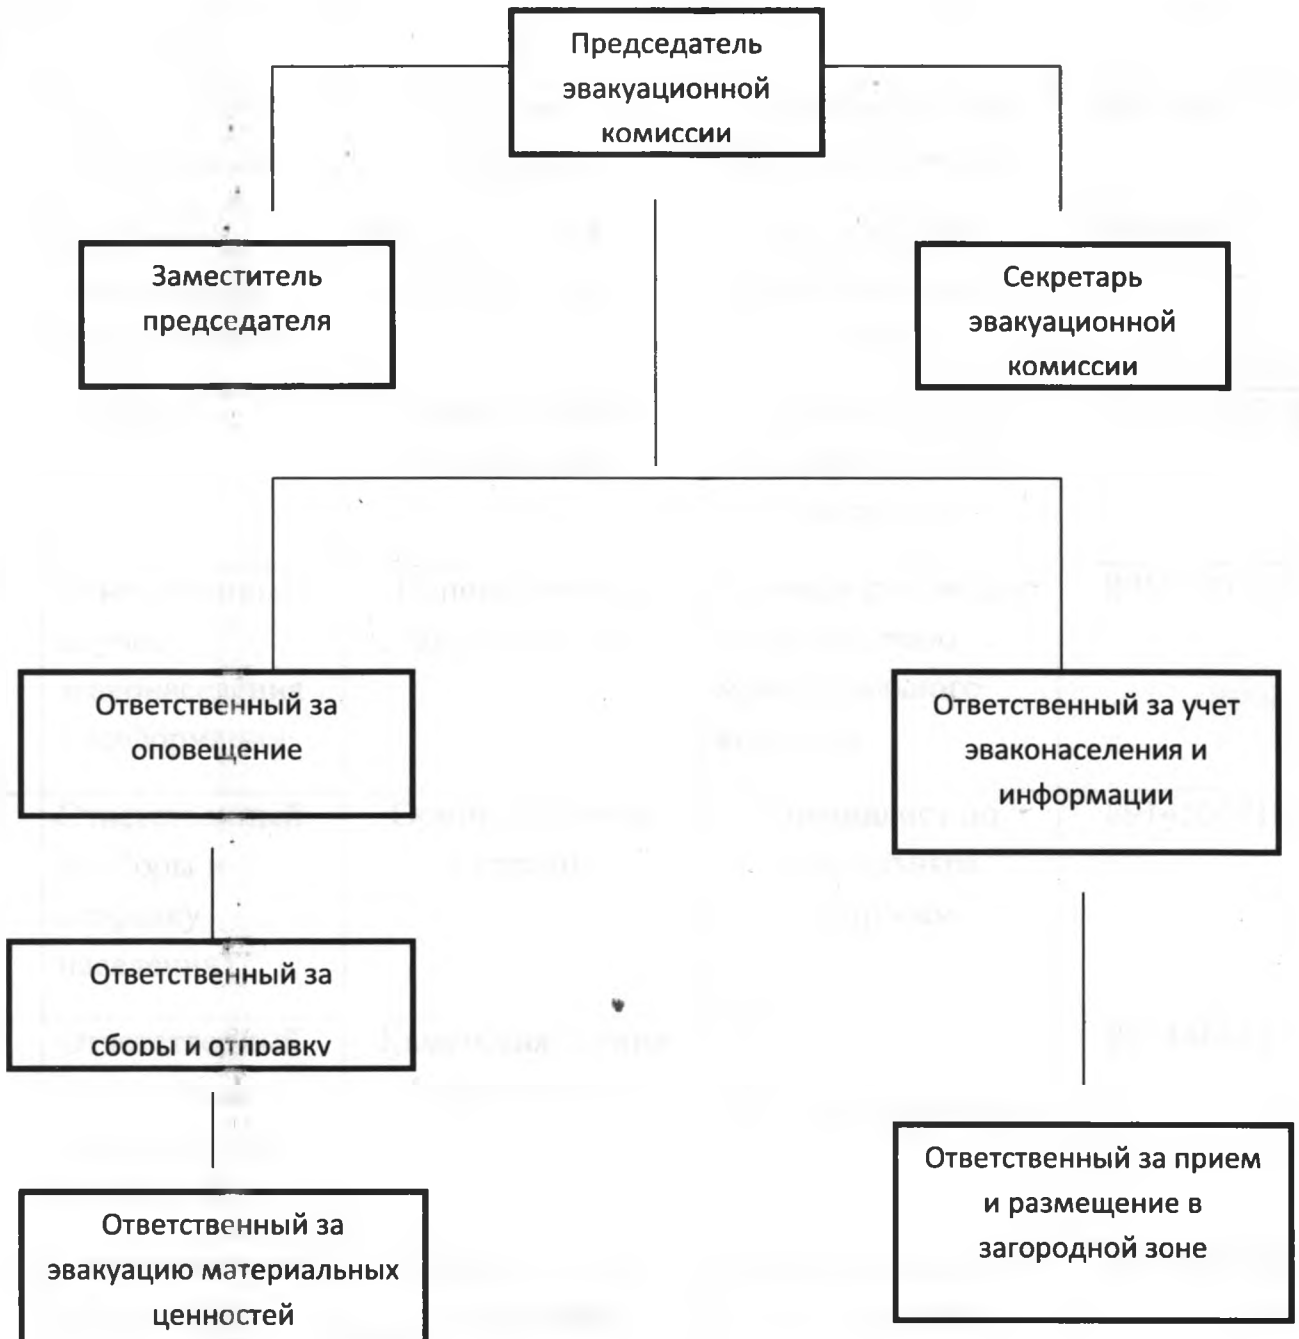 Председатель
эвакуационной
комиссии
Заместитель
председателя
Секретарь
эвакуационной
комиссии
Ответственный за
оповещение
Ответственный за учет
эваконаселения и
информации
Ответственный за
сборы и отправку
Ответственный за прием
и размещение в
загородной зоне
Ответственный за
эвакуацию материальных
ценностей